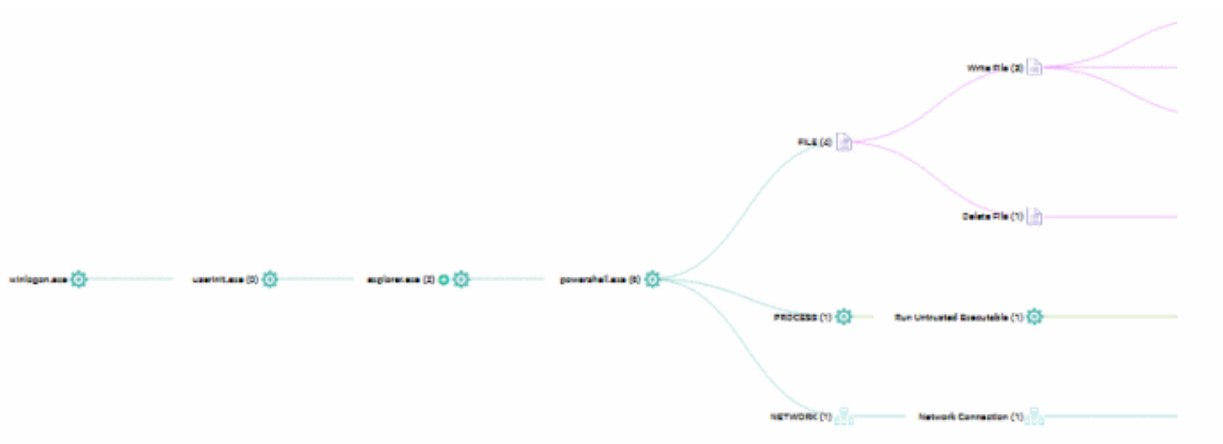 Write File (3)
FILE (4)
Delete File (1)
winlogon.exe
userinit.exe (0)
explorer.exe (2)
powershell.exe (6)
PROCESS (1)
Run Untrusted Executable (1)
NETWORK (1)
Network Connection (1)